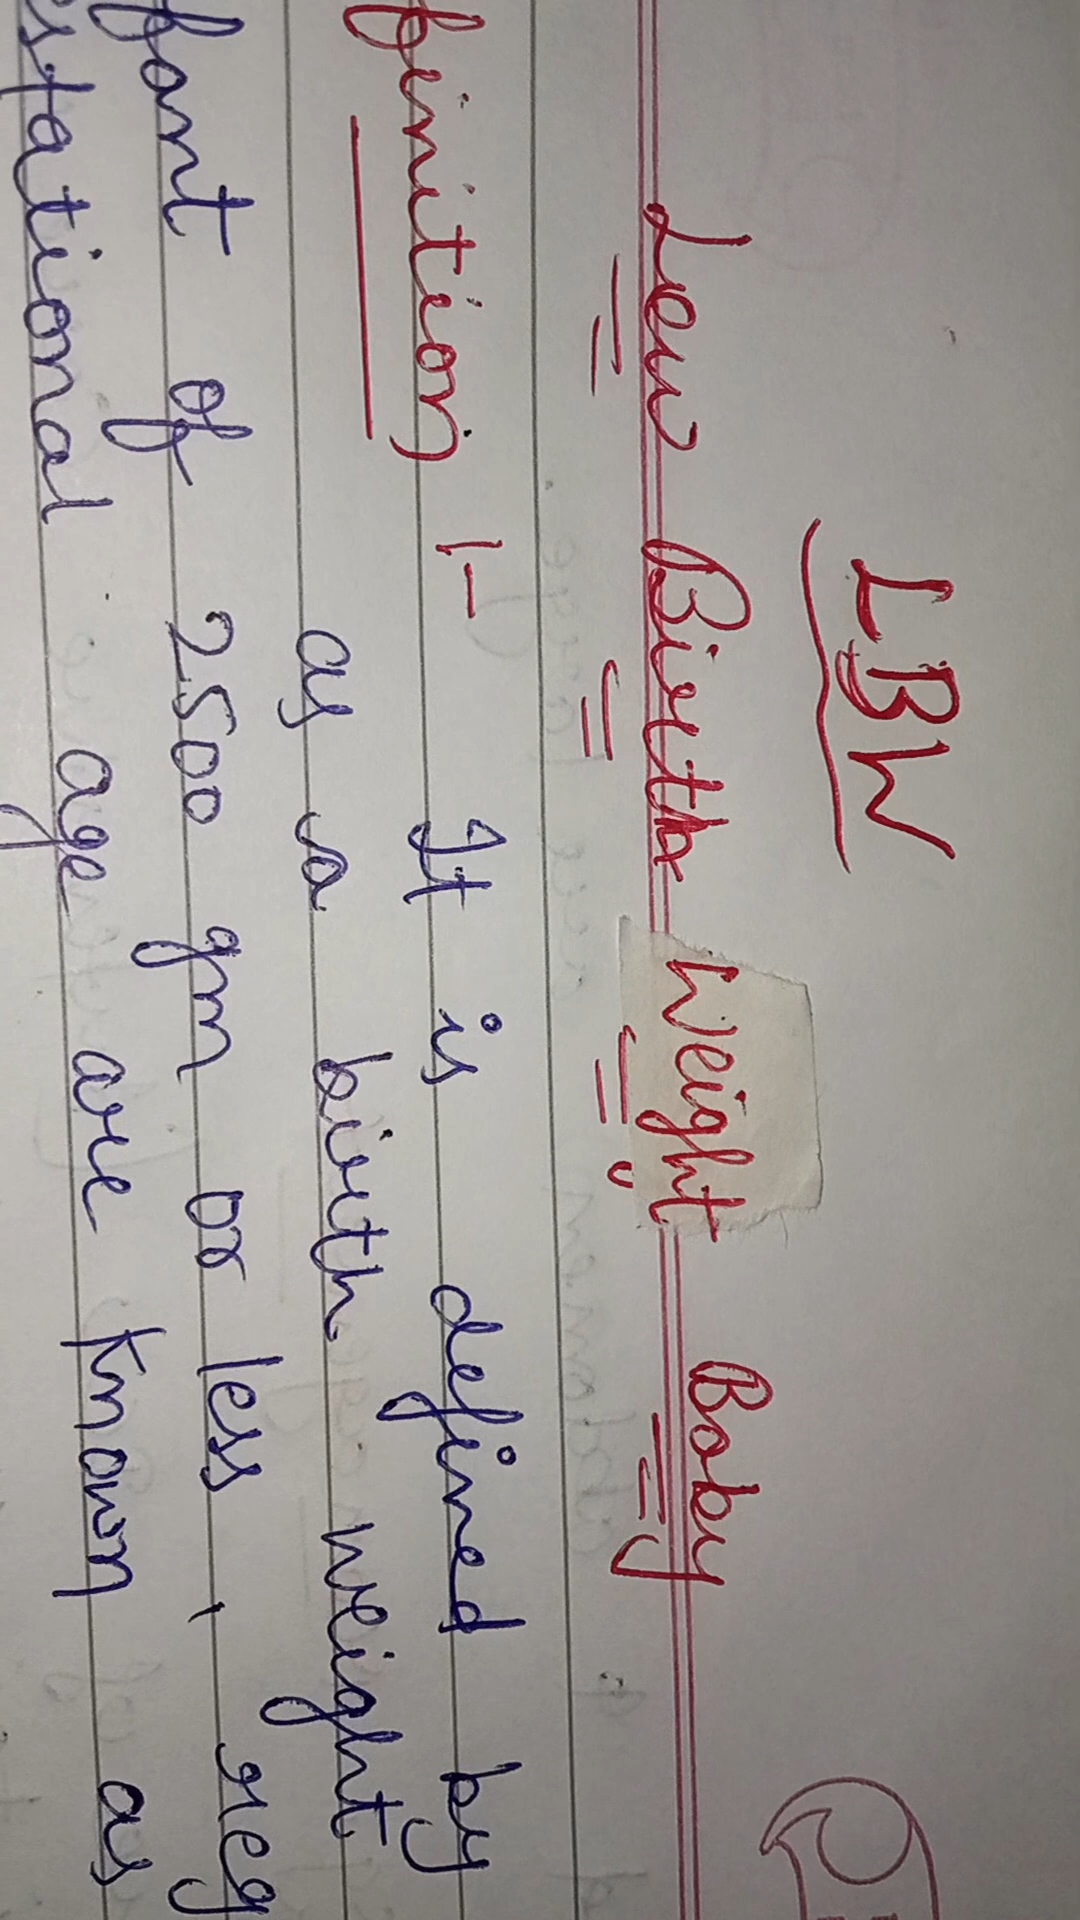 LBW
Low Birth Weight Baby
finition :- It is defined by
as a birth weight
fant of 2500 gm or less, reg
estational age are known as